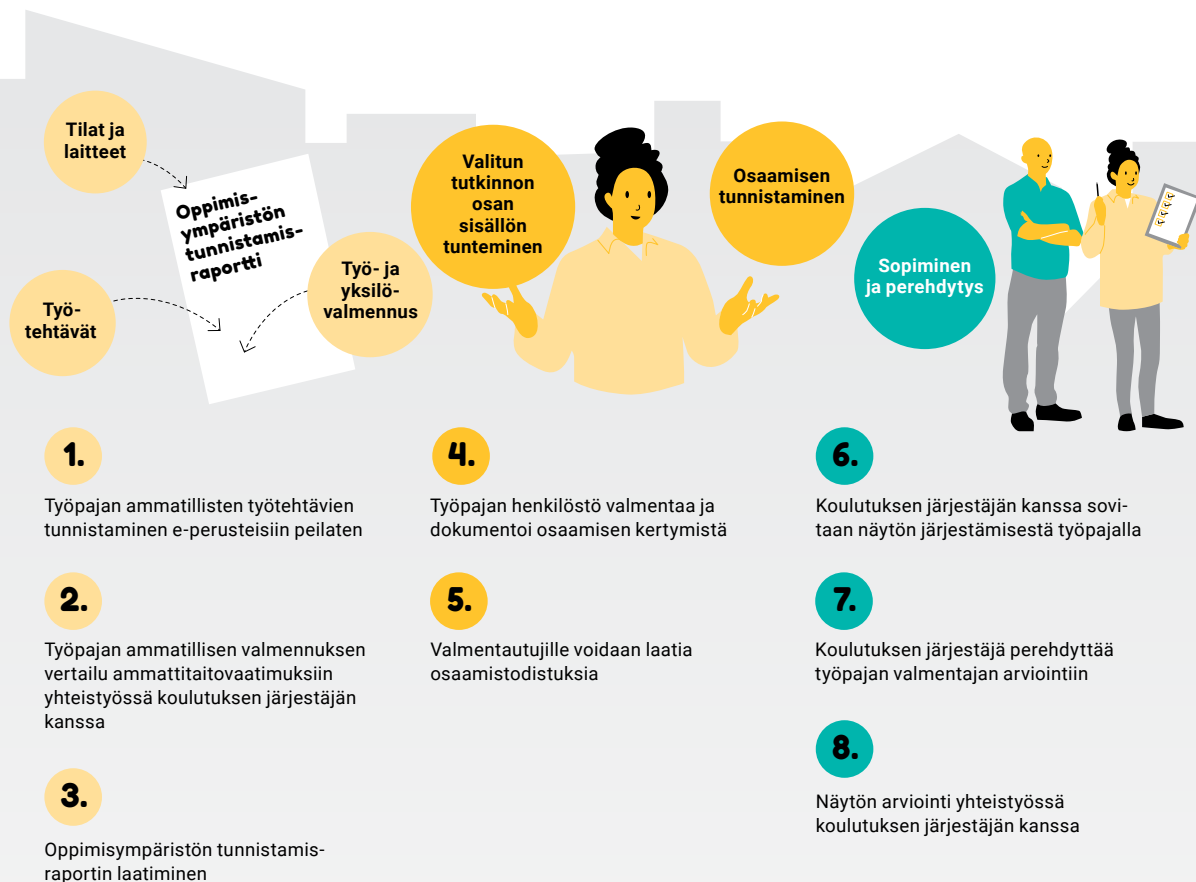 Tilat ja
laitteet
Oppimis-
ympäristön
tunnistamis-
raportti
Työ-
tehtävät
Työ- ja
yksilö-
valmennus
Valitun
tutkinnon
osan
sisällön
tunteminen
Osaamisen
tunnistaminen
Sopiminen
ja perehdytys
1.
Työpajan ammatillisten työtehtävien
tunnistaminen e-perusteisiin peilaten
2.
Työpajan ammatillisen valmennuksen
vertailu ammattitaitovaatimuksiin
yhteistyössä koulutuksen järjestäjän
kanssa
3.
Oppimisympäristön tunnistamis-
raportin laatiminen
4.
Työpajan henkilöstö valmentaa ja
dokumentoi osaamisen kertymistä
5.
Valmentautujille voidaan laatia
osaamistodistuksia
6.
Koulutuksen järjestäjän kanssa sovi-
taan näytön järjestämisestä työpajalla
7.
Koulutuksen järjestäjä perehdyttää
työpajan valmentajan arviointiin
8.
Näytön arviointi yhteistyössä
koulutuksen järjestäjän kanssa